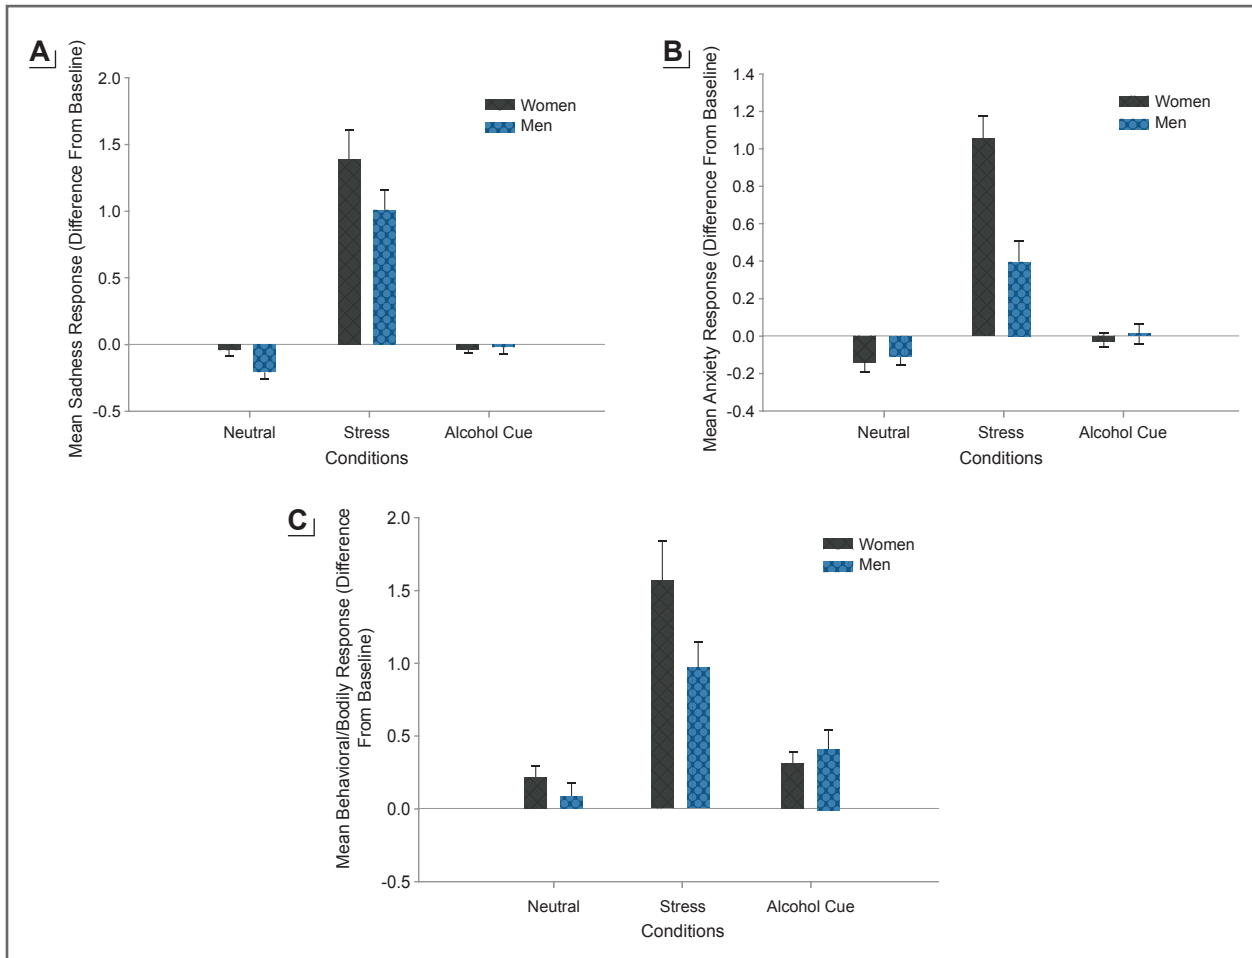 A
Mean Sadness Response (Difference From Baseline)
2.0
1.5
1.0
0.5
0.0
-0.5
Women
Men
Neutral
Stress
Alcohol Cue
Conditions
B
Mean Anxiety Response (Difference From Baseline)
1.4
1.2
1.0
0.8
0.6
0.4
0.2
0.0
-0.2
-0.4
Women
Men
Neutral
Stress
Alcohol Cue
Conditions
C
Mean Behavioral/Bodily Response (Difference
From Baseline)
2.0
1.5
1.0
0.5
0.0
-0.5
Women
Men
Neutral
Stress
Alcohol Cue
Conditions